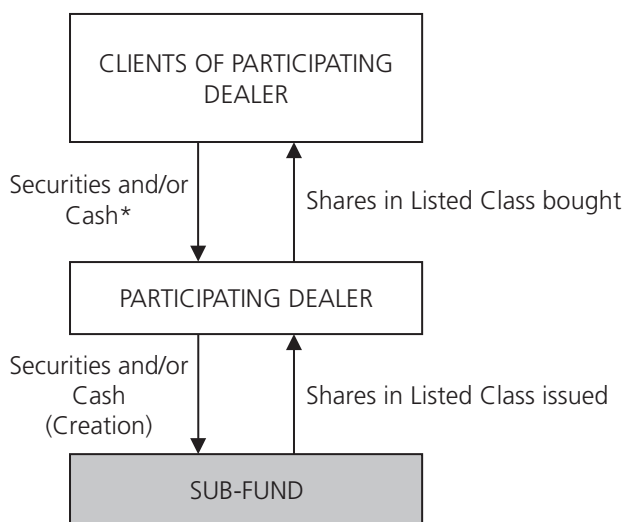 CLIENTS OF PARTICIPATING
DEALER
Securities and/or
Cash*
Shares in Listed Class bought
PARTICIPATING DEALER
Securities and/or
Cash
(Creation)
Shares in Listed Class issued
SUB-FUND